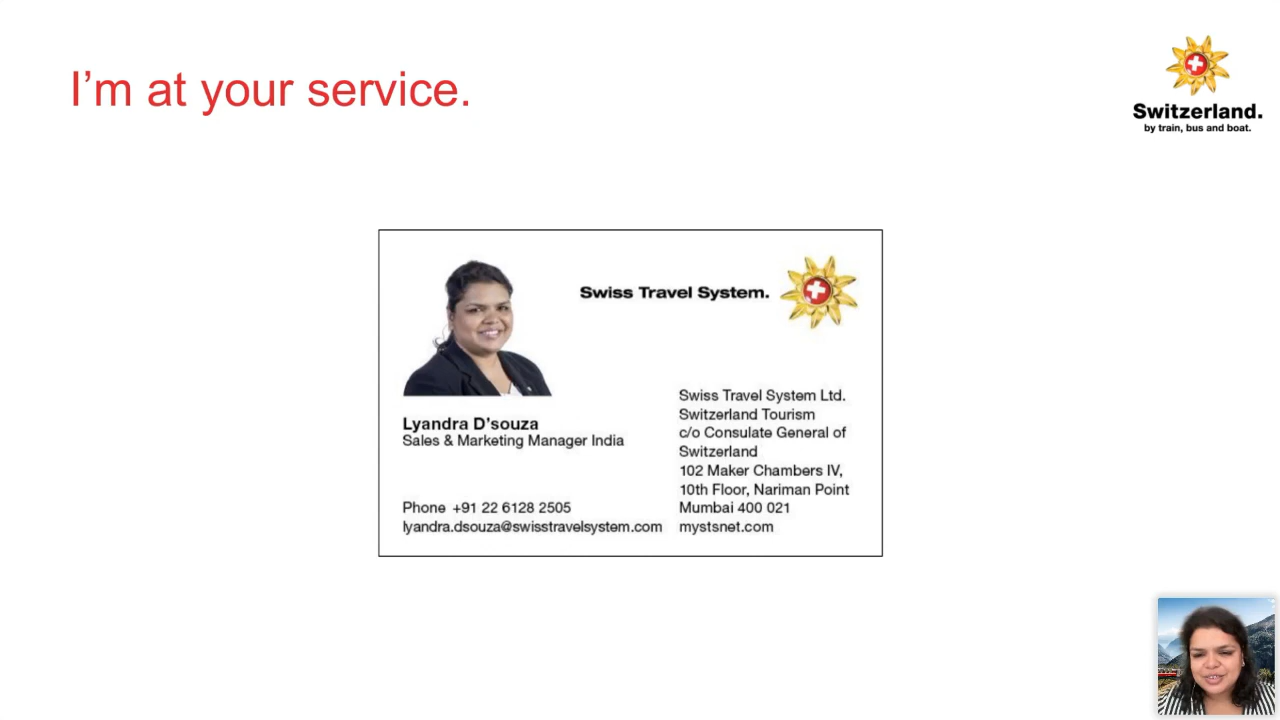 I'm at your service.
Switzerland.
by train, bus and boat.
Swiss Travel System.
Lyandra D'souza
Sales & Marketing Manager India
Phone +91 22 6128 2505
lyandra.dsouza@swisstravelsystem.com
Swiss Travel System Ltd.
Switzerland Tourism
c/o Consulate General of
Switzerland
102 Maker Chambers IV,
10th Floor, Nariman Point
Mumbai 400 021
mystsnet.com